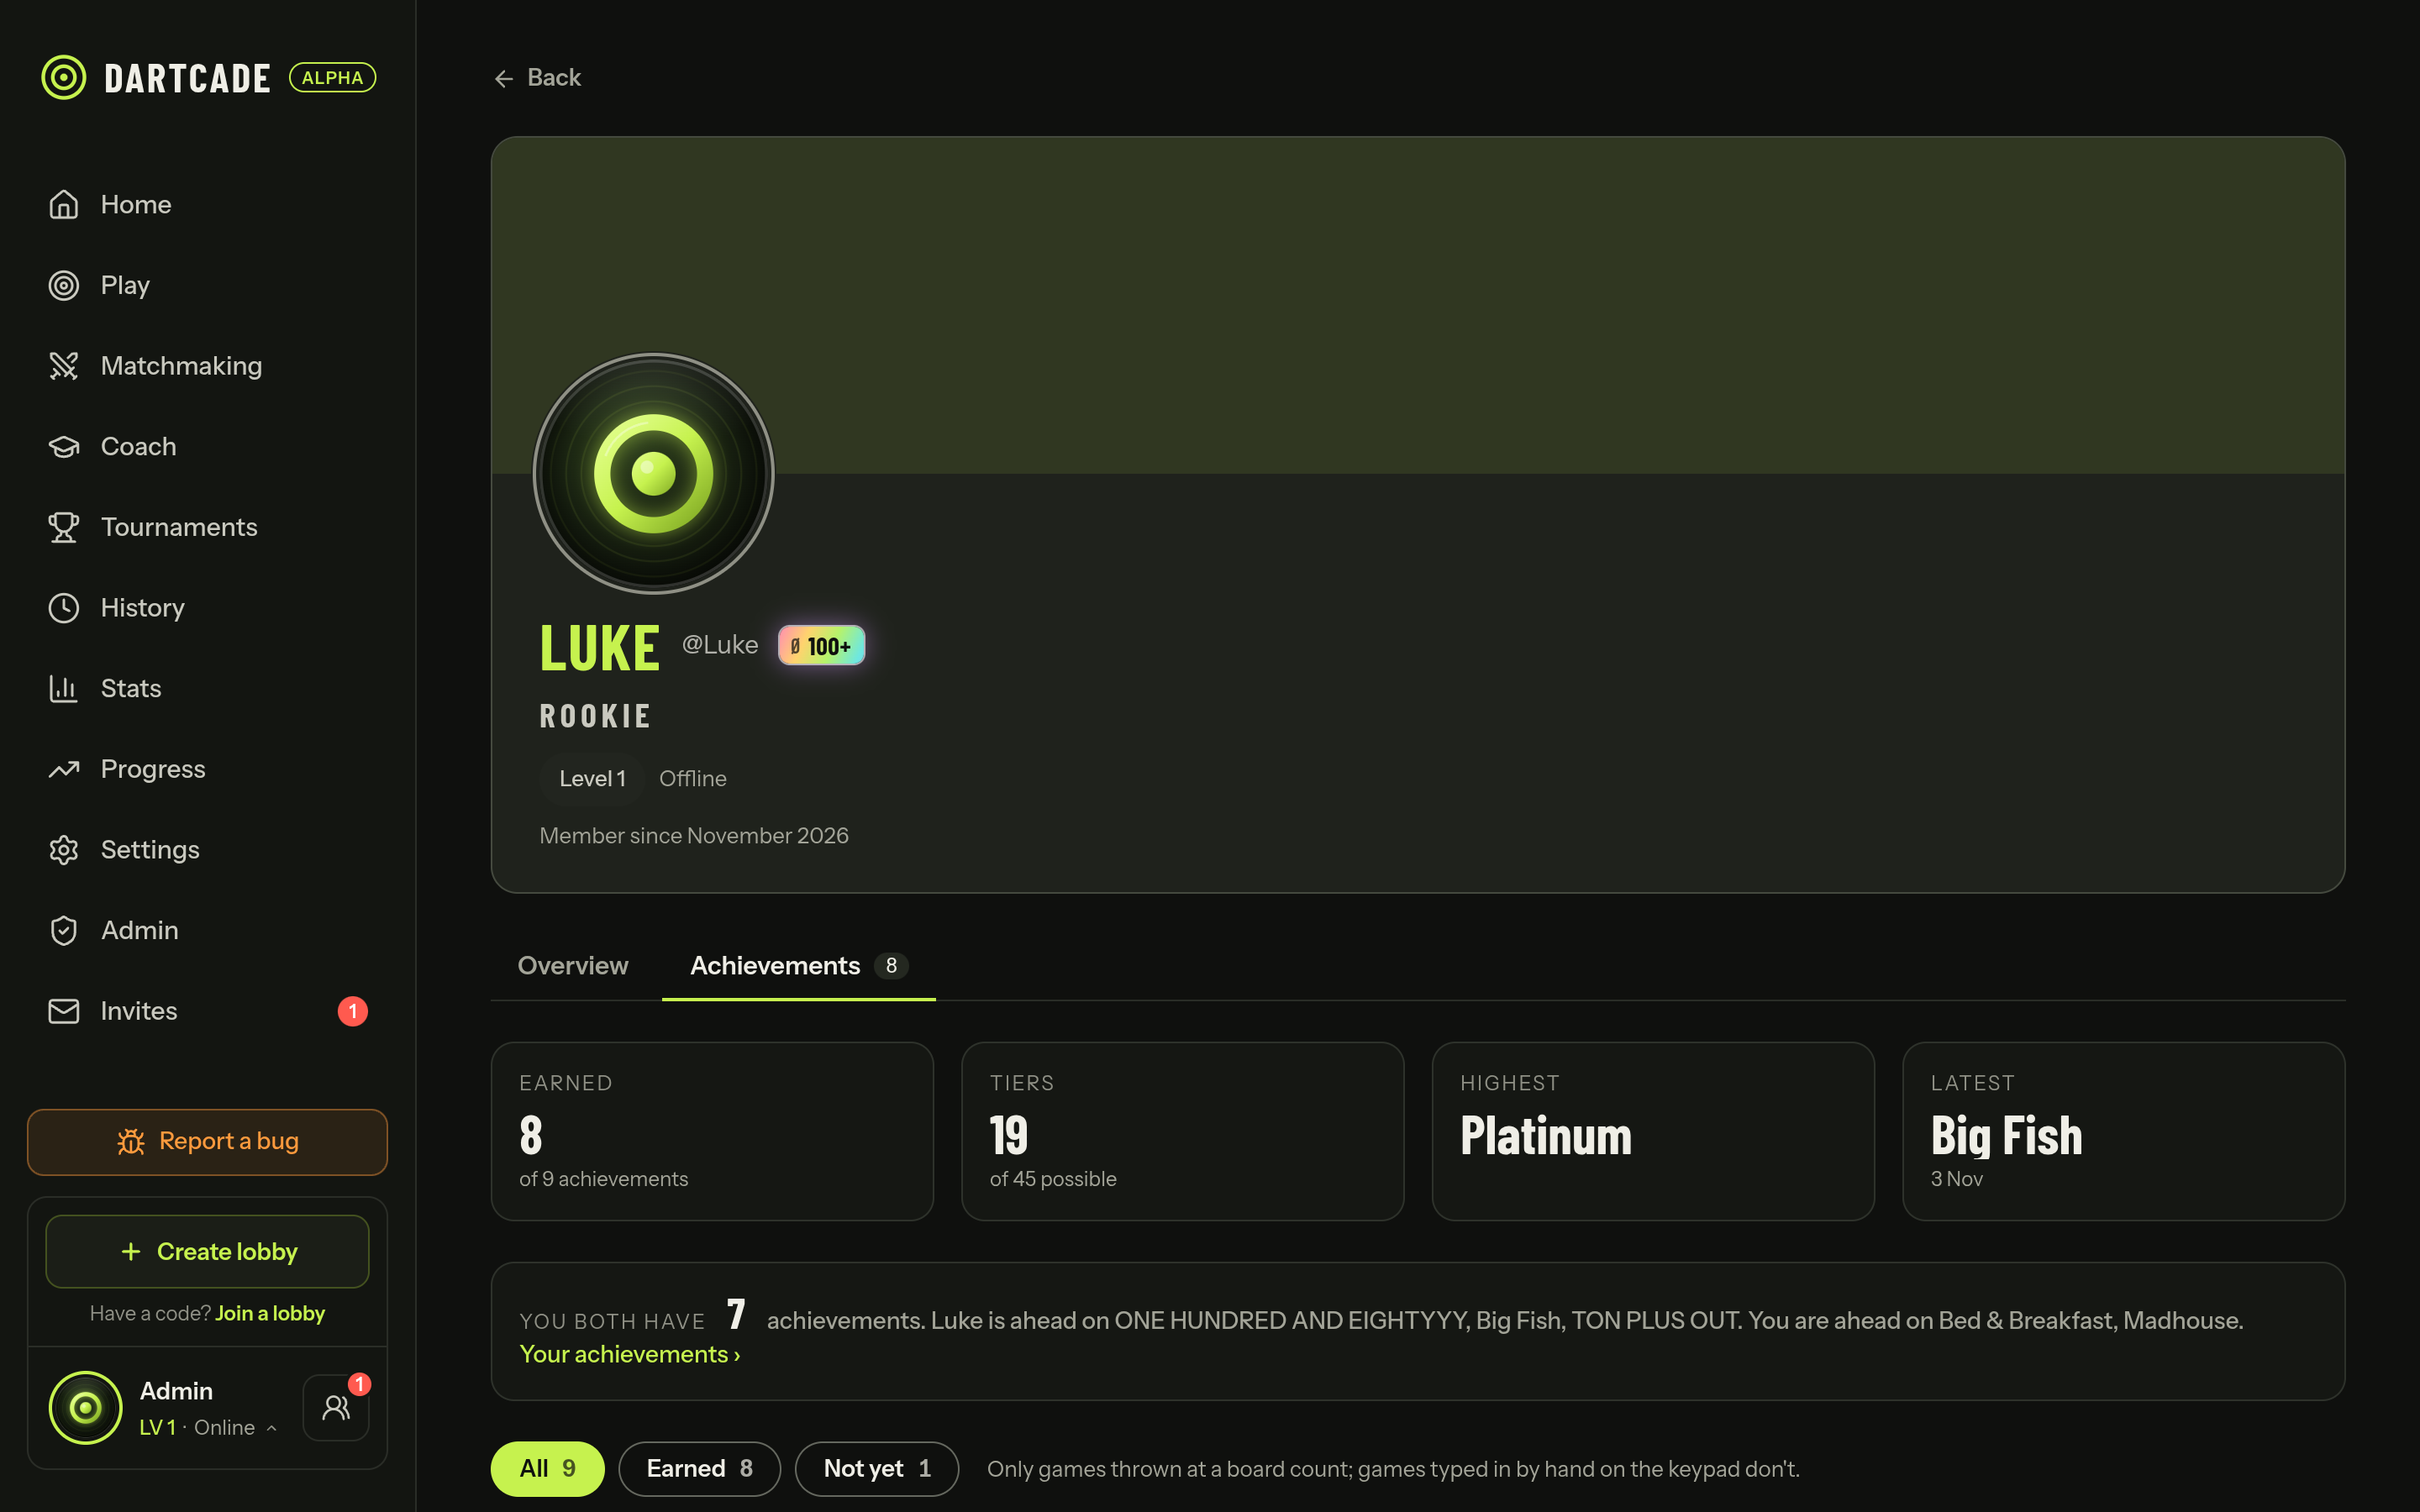 DARTCADE ALPHA
Home
Play
Matchmaking
Coach
Tournaments
History
Stats
Progress
Settings
Admin
Invites 1
Report a bug
+ Create lobby
Have a code? Join a lobby
Admin
LV 1 · Online
1
← Back
LUKE @Luke Ø 100+
ROOKIE
Level 1 Offline
Member since November 2026
Overview Achievements 8
EARNED
8
of 9 achievements
TIERS
19
of 45 possible
HIGHEST
Platinum
LATEST
Big Fish
3 Nov
YOU BOTH HAVE 7 achievements. Luke is ahead on ONE HUNDRED AND EIGHTYYY, Big Fish, TON PLUS OUT. You are ahead on Bed & Breakfast, Madhouse.
Your achievements ›
All 9 Earned 8 Not yet 1 Only games thrown at a board count; games typed in by hand on the keypad don't.